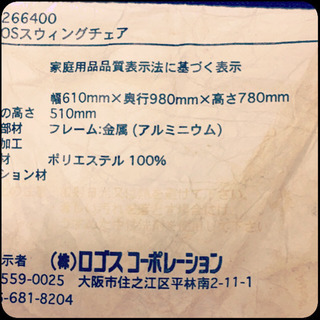 266400
OSスウィングチェア
家庭用品品質表示法に基づく表示
幅610mm×奥行980mm×高さ780mm
の高さ 510mm
部材 フレーム:金属 (アルミニウム)
加工
材 ポリエステル 100%
ション材
示者 (株)ロゴス コーポレーション
559-0025 大阪市住之江区平林南2-11-1
-681-8204